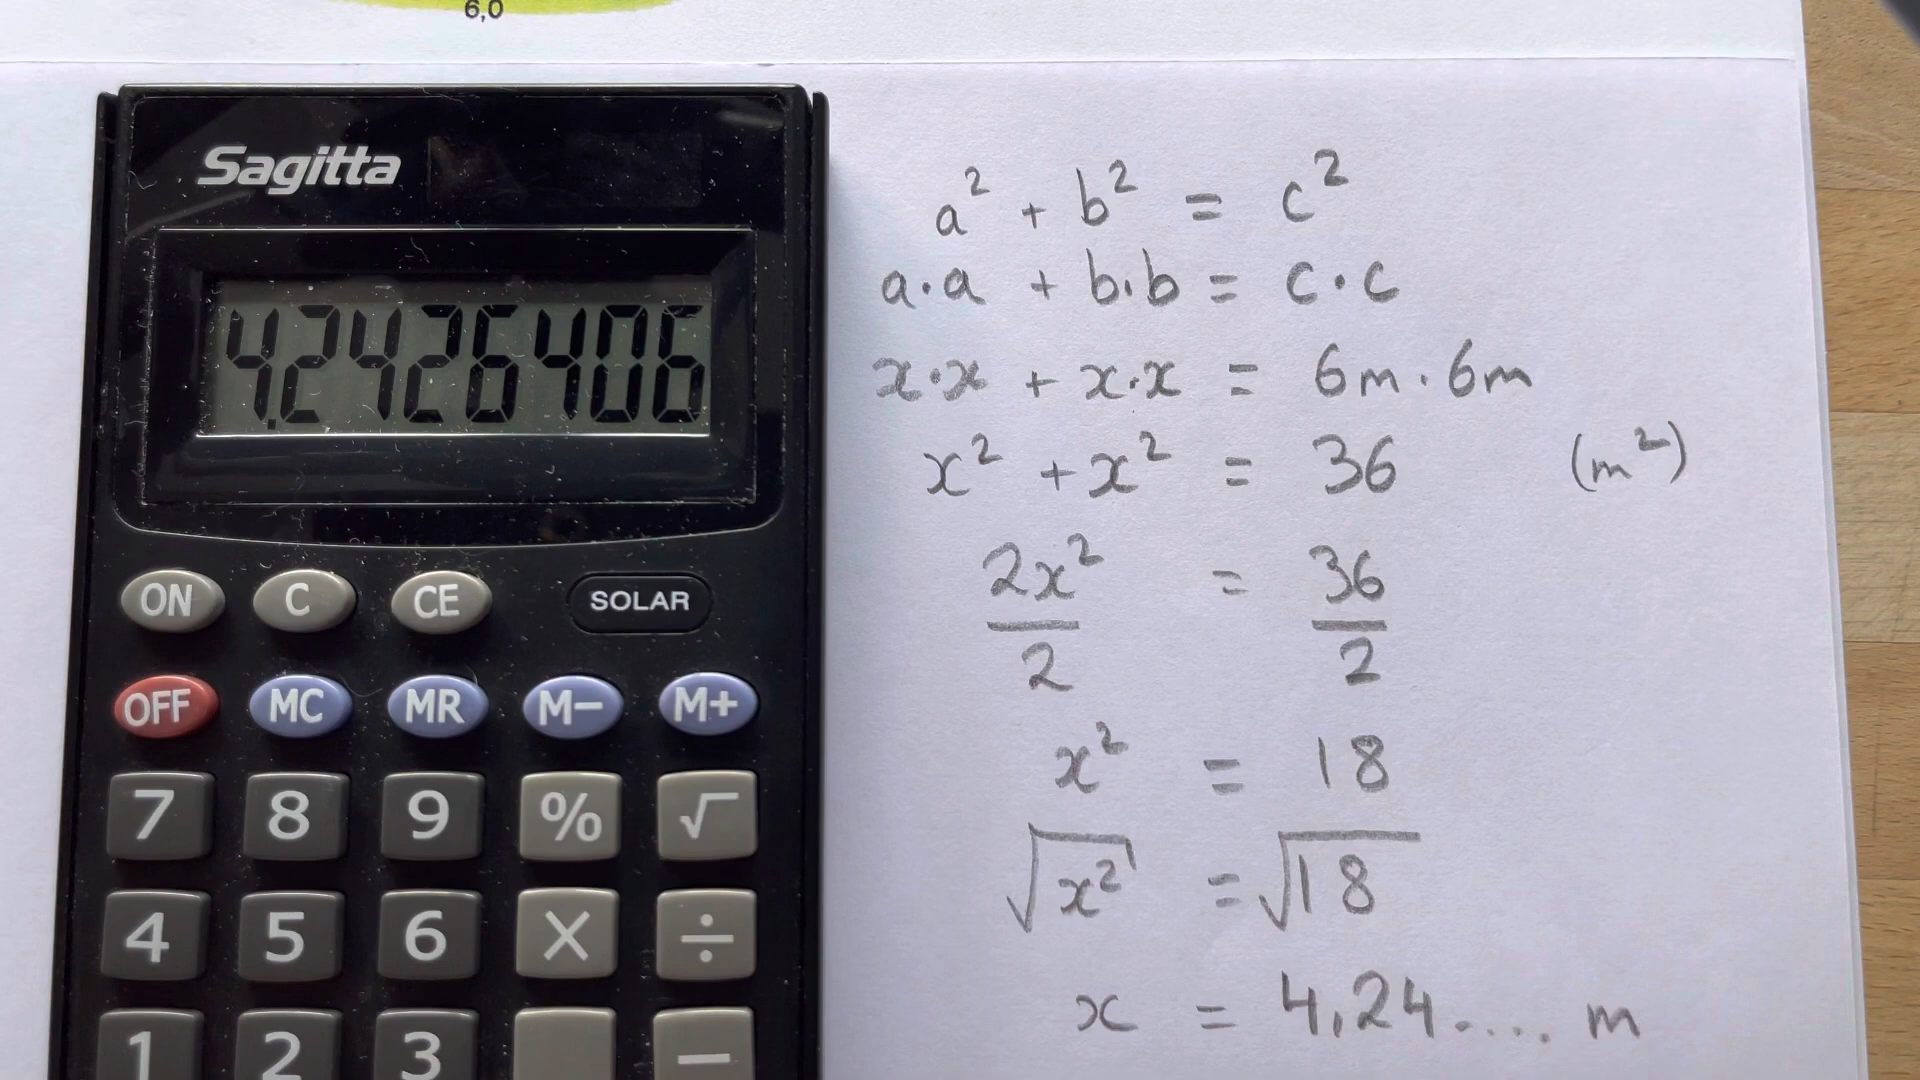 6,0
Sagitta
4.2426406
ON C CE SOLAR
OFF MC MR M− M+
7 8 9 % √
4 5 6 X ÷
1 2 3 −
a² + b² = c²
a·a + b·b = c·c
x·x + x·x = 6m·6m
x² + x² = 36 (m²)
2x²/2 = 36/2
x² = 18
√x² = √18
x = 4,24.... m